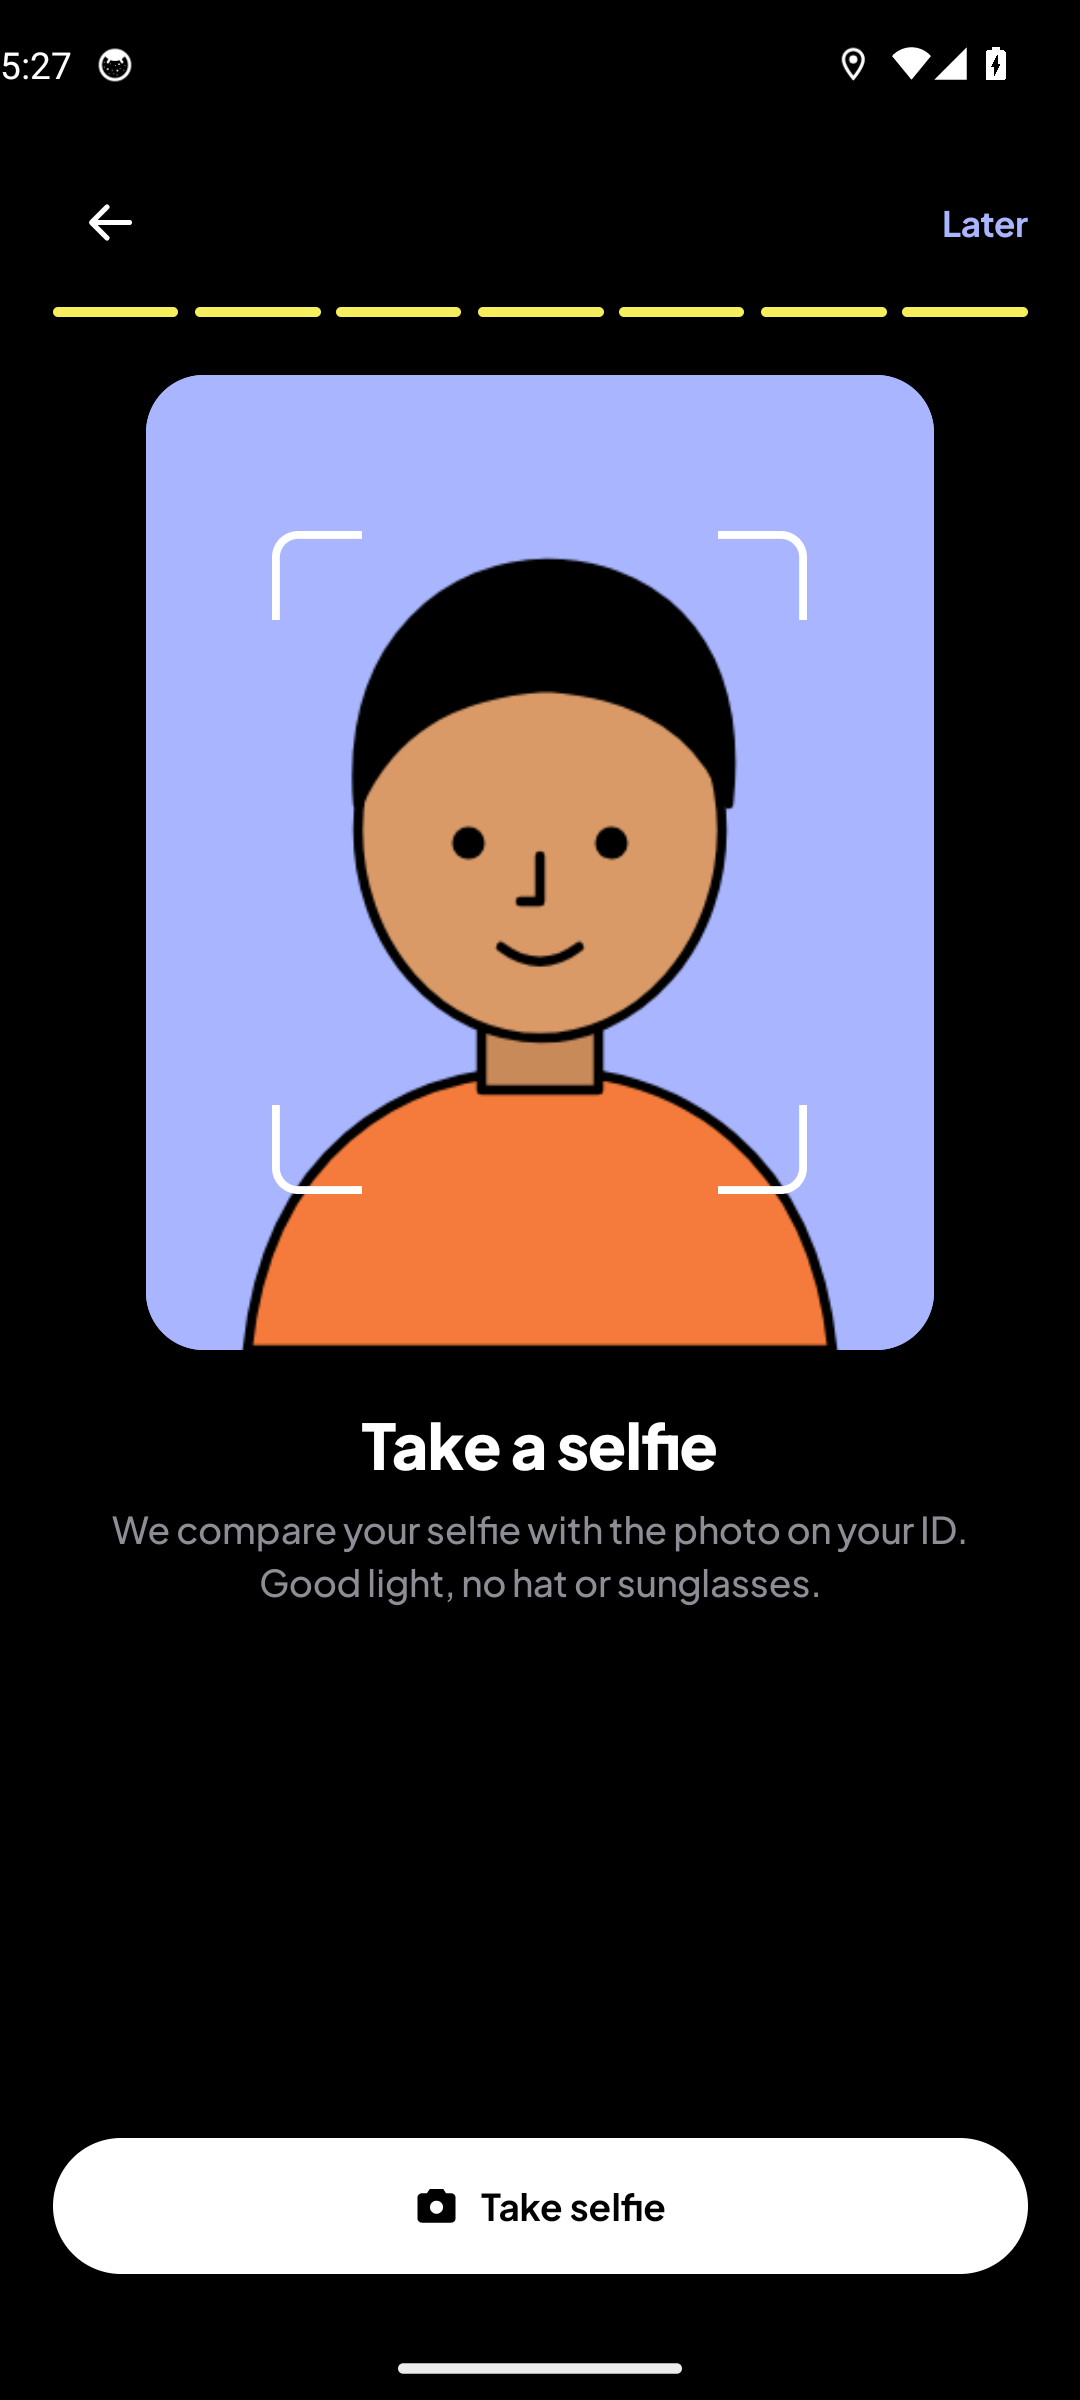 5:27
Later
Take a selfie
We compare your selfie with the photo on your ID.
Good light, no hat or sunglasses.
Take selfie